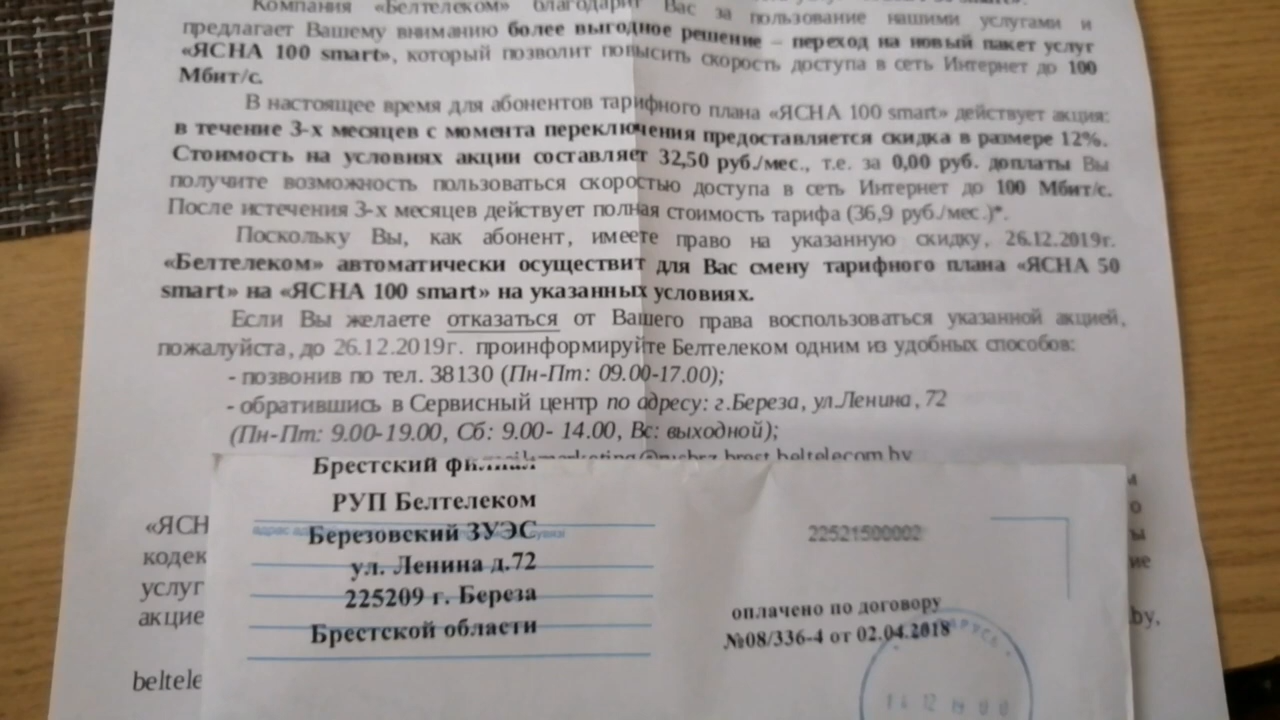 Компания «Белтелеком» благодарит Вас за пользование нашими услугами и
предлагает Вашему вниманию более выгодное решение – переход на новый пакет услуг
«ЯСНА 100 smart», который позволит повысить скорость доступа в сеть Интернет до 100
Мбит/с.
В настоящее время для абонентов тарифного плана «ЯСНА 100 smart» действует акция:
в течение 3-х месяцев с момента переключения предоставляется скидка в размере 12%.
Стоимость на условиях акции составляет 32,50 руб./мес., т.е. за 0,00 руб. доплаты Вы
получите возможность пользоваться скоростью доступа в сеть Интернет до 100 Мбит/с.
После истечения 3-х месяцев действует полная стоимость тарифа (36,9 руб./мес.)*.
Поскольку Вы, как абонент, имеете право на указанную скидку, 26.12.2019г.
«Белтелеком» автоматически осуществит для Вас смену тарифного плана «ЯСНА 50
smart» на «ЯСНА 100 smart» на указанных условиях.
Если Вы желаете отказаться от Вашего права воспользоваться указанной акцией,
пожалуйста, до 26.12.2019г. проинформируйте Белтелеком одним из удобных способов:
- позвонив по тел. 38130 (Пн-Пт: 09.00-17.00);
- обратившись в Сервисный центр по адресу: г.Береза, ул.Ленина, 72
(Пн-Пт: 9.00-19.00, Сб: 9.00- 14.00, Вс: выходной);
Брестский филиал
РУП Белтелеком
Березовский ЗУЭС
ул. Ленина д.72
225209 г. Береза
Брестской области
22521500002
оплачено по договору
№08/336-4 от 02.04.2018
«ЯСН
кодек
услуг
акцие
beltele
by,